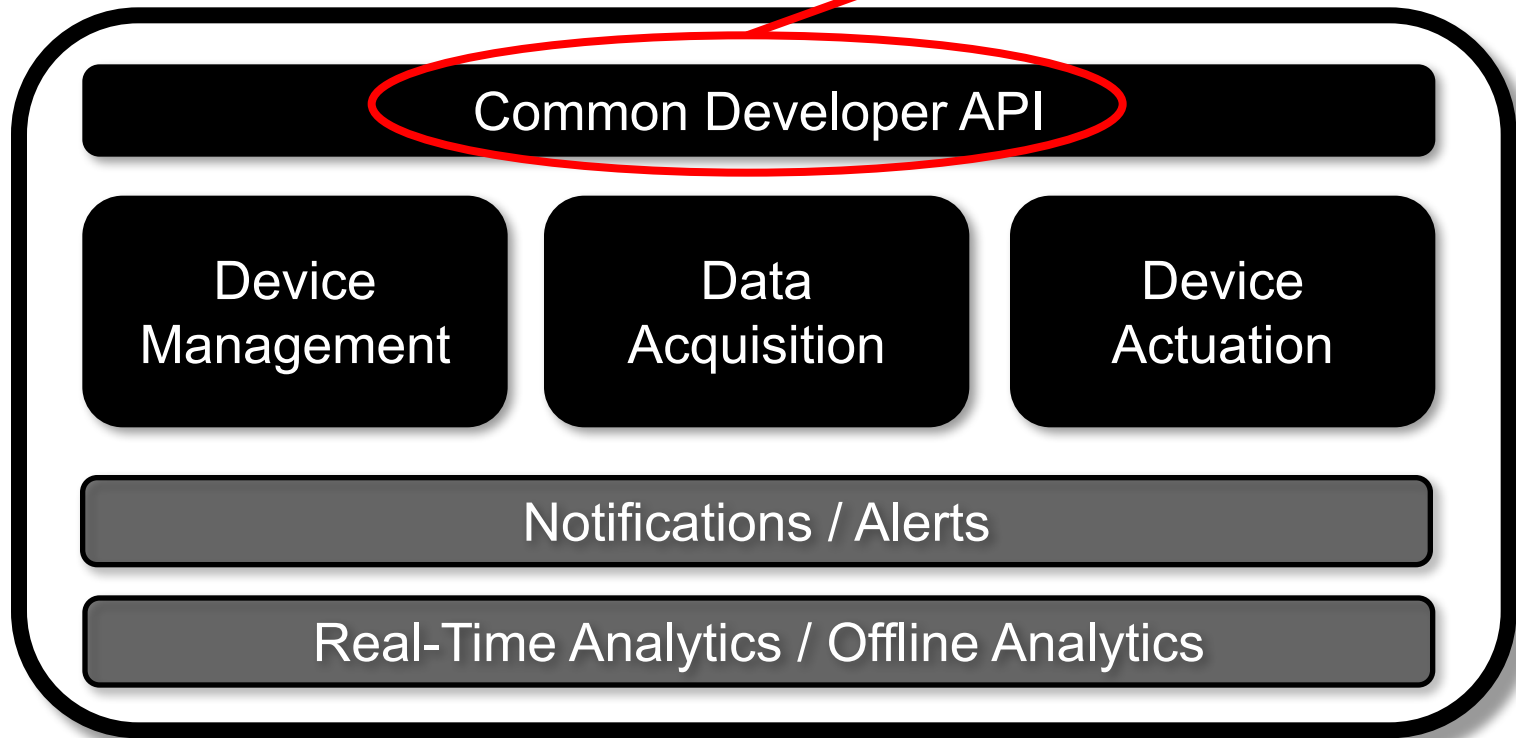 Common Developer API
Device
Management
Data
Acquisition
Device
Actuation
Notifications / Alerts
Real-Time Analytics / Offline Analytics